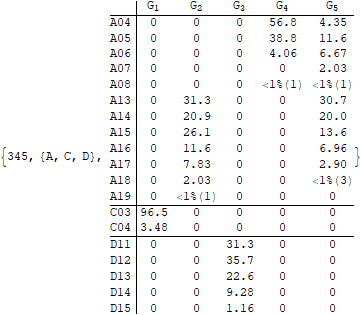 G1 G2 G3 G4 G5
A04 0 0 0 56.8 4.35
A05 0 0 0 38.8 11.6
A06 0 0 0 4.06 6.67
A07 0 0 0 0 2.03
A08 0 0 0 <1%(1) <1%(1)
A13 0 31.3 0 0 30.7
A14 0 20.9 0 0 20.0
A15 0 26.1 0 0 13.6
{345, {A, C, D}, A16 0 11.6 0 0 6.96 }
A17 0 7.83 0 0 2.90
A18 0 2.03 0 0 <1%(3)
A19 0 <1%(1) 0 0 0
C03 96.5 0 0 0 0
C04 3.48 0 0 0 0
D11 0 0 31.3 0 0
D12 0 0 35.7 0 0
D13 0 0 22.6 0 0
D14 0 0 9.28 0 0
D15 0 0 1.16 0 0